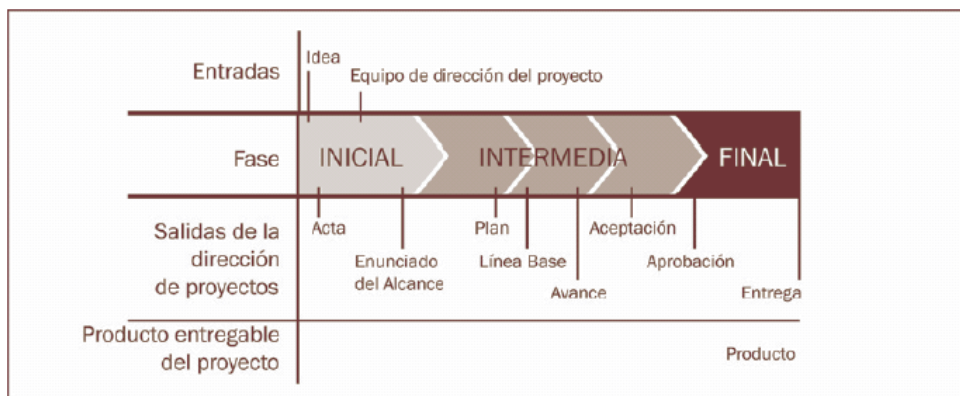 Entradas
Idea
Equipo de dirección del proyecto
Fase
INICIAL
INTERMEDIA
FINAL
Salidas de la
dirección
de proyectos
Acta
Enunciado
del Alcance
Plan
Línea Base
Avance
Aceptación
Aprobación
Entrega
Producto entregable
del proyecto
Producto